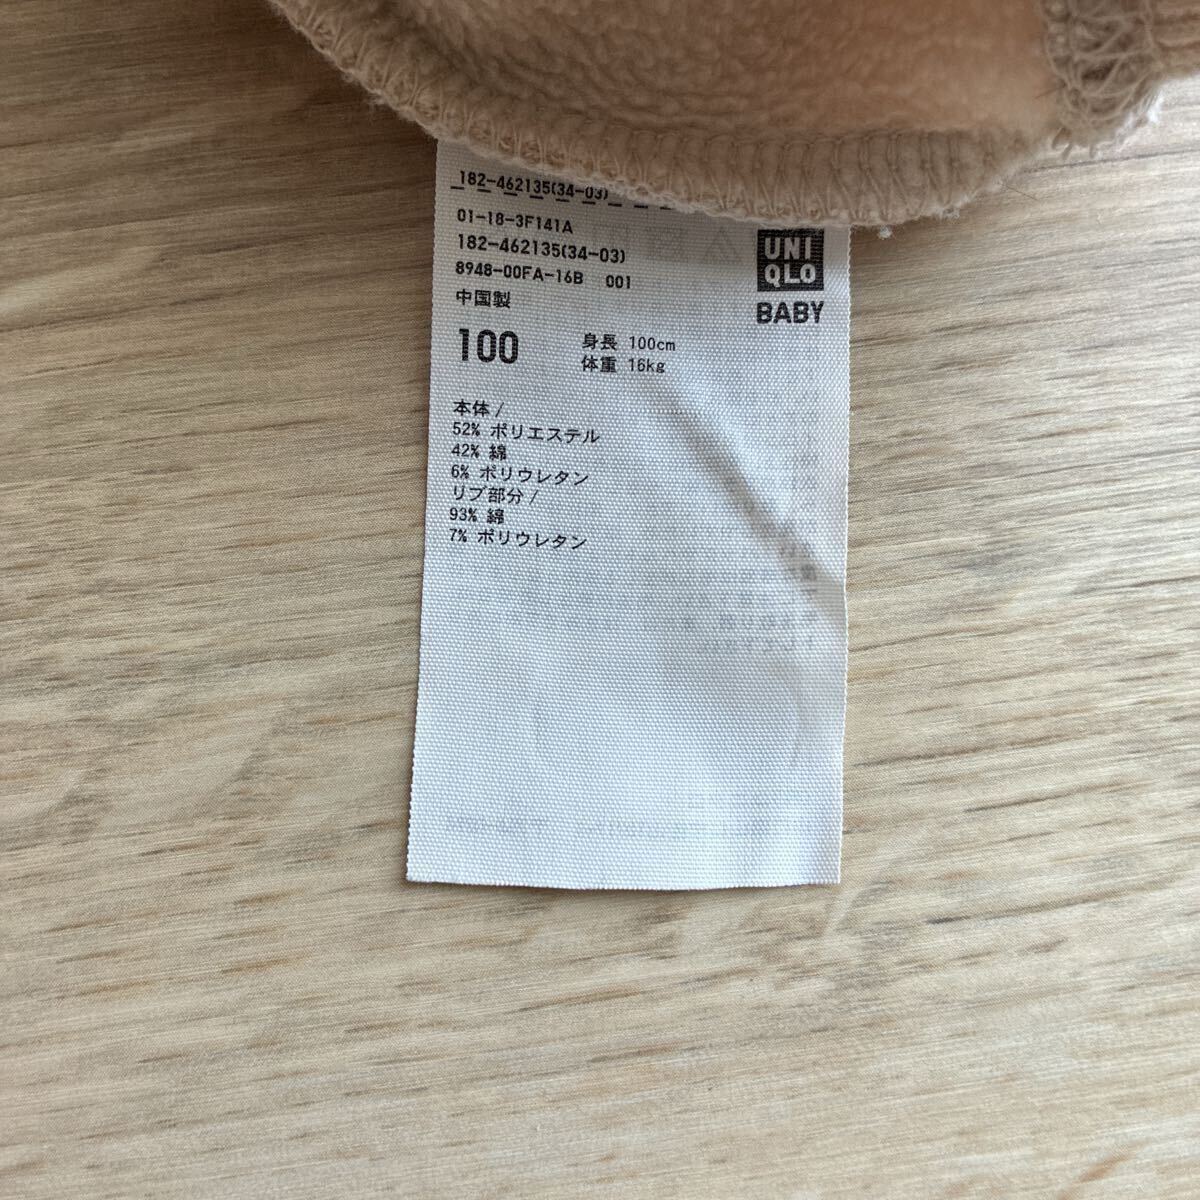 182-462135(34-03)
01-18-3F141A
182-462135(34-03)
8948-00FA-16B 001
中国製
UNI
QLO
BABY
100
身長 100cm
体重 16kg
本体 /
52% ポリエステル
42% 綿
6% ポリウレタン
リブ部分 /
93% 綿
7% ポリウレタン